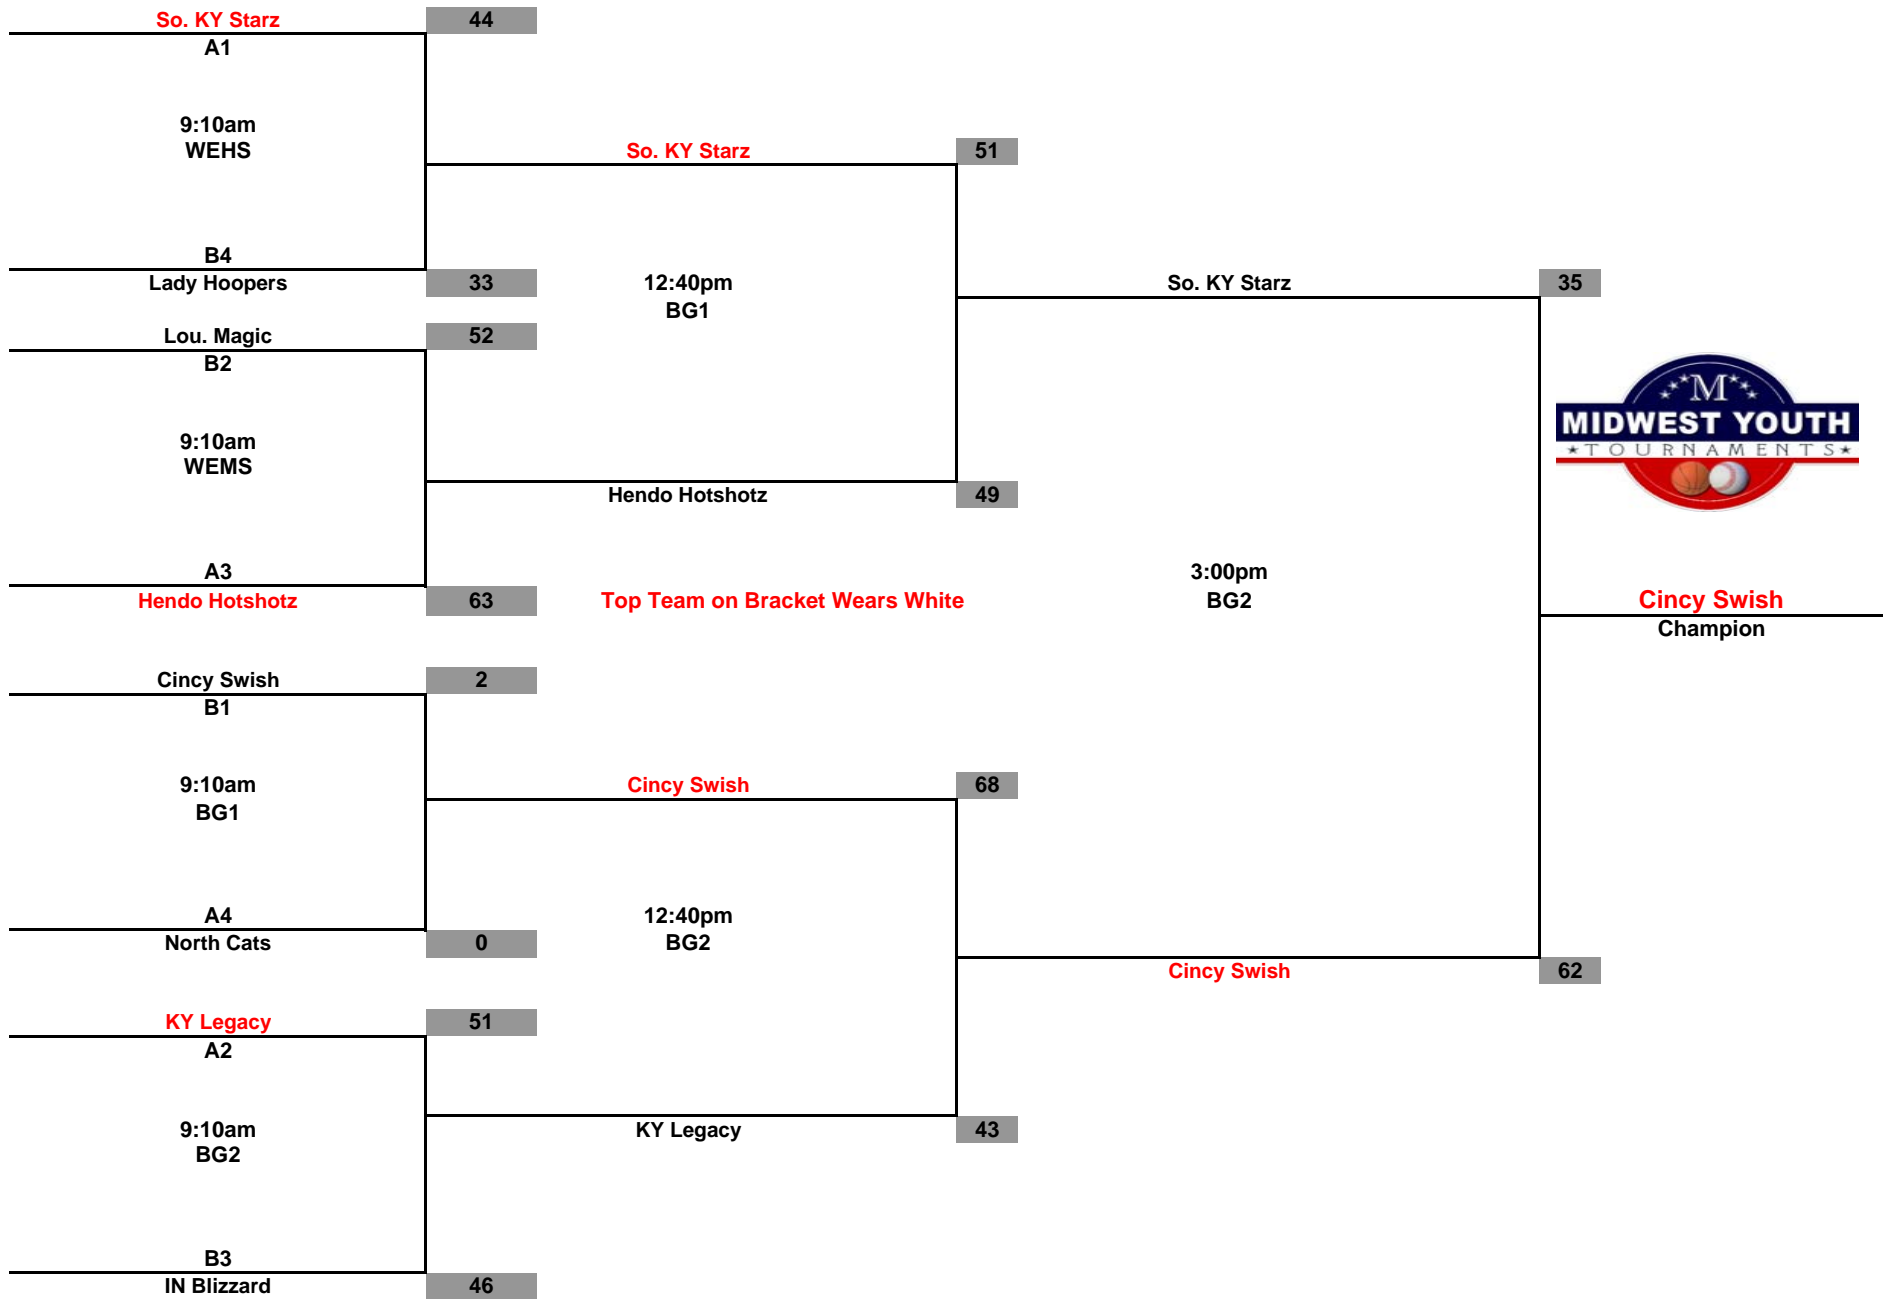 So. KY Starz 44
A1
9:10am
WEHS
So. KY Starz 51
B4
Lady Hoopers 33
12:40pm
BG1
So. KY Starz 35
Lou. Magic 52
B2
9:10am
WEMS
Hendo Hotshotz 49
M
MIDWEST YOUTH
TOURNAMENTS
A3
Hendo Hotshotz 63
Top Team on Bracket Wears White
3:00pm
BG2
Cincy Swish
Champion
Cincy Swish 2
B1
9:10am
BG1
Cincy Swish 68
A4
North Cats 0
12:40pm
BG2
Cincy Swish 62
KY Legacy 51
A2
9:10am
BG2
KY Legacy 43
B3
IN Blizzard 46